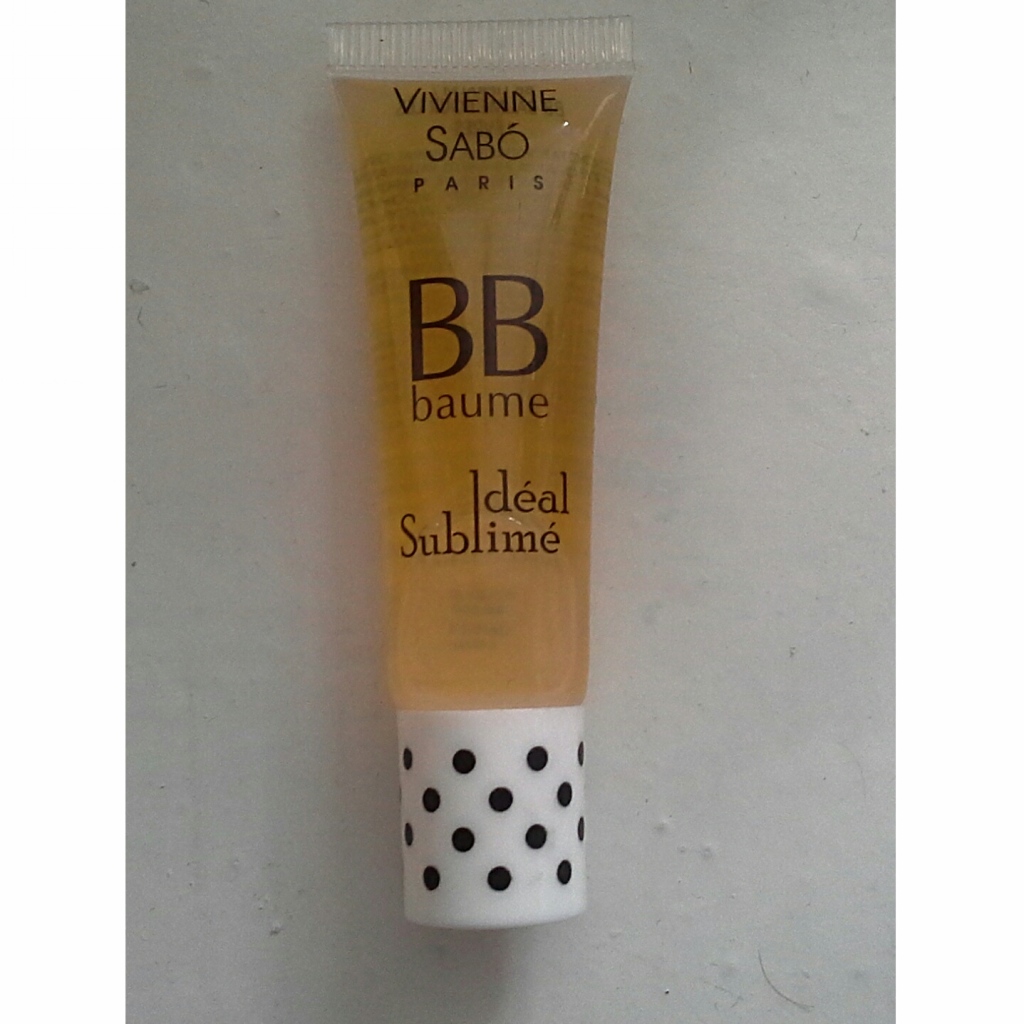 VIVIENNE
SABÓ
PARIS
BB
baume
Idéal
Sublimé